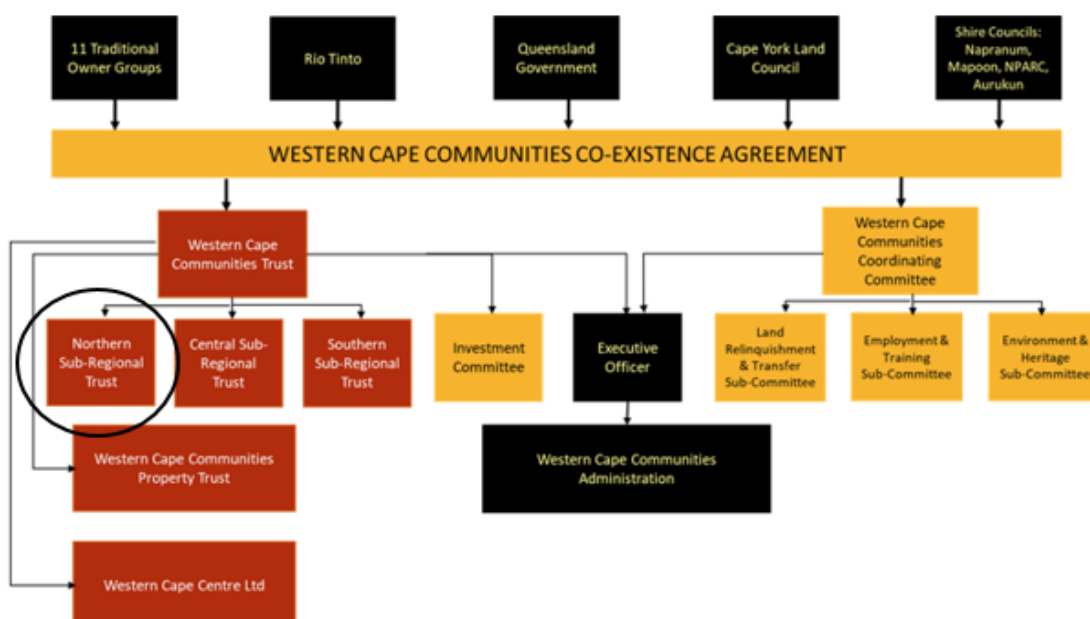 11 Traditional
Owner Groups
Rio Tinto
Queensland
Government
Cape York Land
Council
Shire Councils:
Napranum,
Mapoon, NPARC,
Aurukun
WESTERN CAPE COMMUNITIES CO-EXISTENCE AGREEMENT
Western Cape
Communities Trust
Western Cape
Communities
Coordinating
Committee
Northern
Sub-Regional
Trust
Central Sub-
Regional
Trust
Southern
Sub-Regional
Trust
Investment
Committee
Executive
Officer
Land
Relinquishment
& Transfer
Sub-Committee
Employment &
Training
Sub-Committee
Environment &
Heritage
Sub-Committee
Western Cape Communities
Property Trust
Western Cape Communities
Administration
Western Cape Centre Ltd